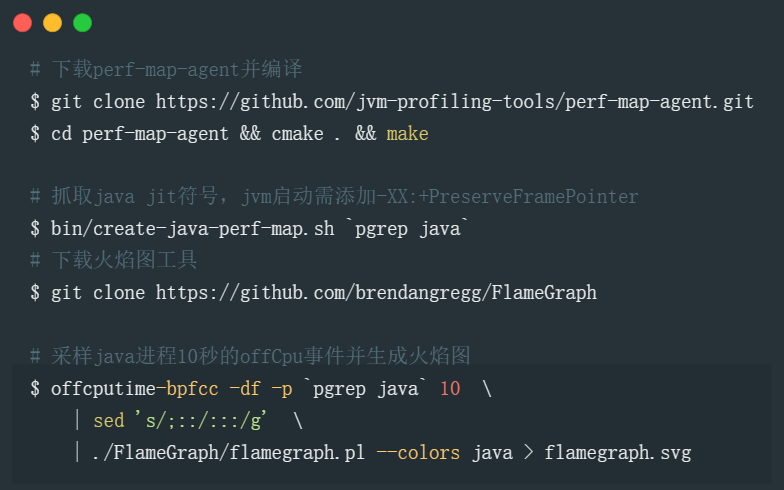 # 下载perf-map-agent并编译
$ git clone https://github.com/jvm-profiling-tools/perf-map-agent.git
$ cd perf-map-agent && cmake . && make
# 抓取java jit符号，jvm启动需添加-XX:+PreserveFramePointer
$ bin/create-java-perf-map.sh `pgrep java`
# 下载火焰图工具
$ git clone https://github.com/brendangregg/FlameGraph
# 采样java进程10秒的offCpu事件并生成火焰图
$ offcputime-bpfcc -df -p `pgrep java` 10  \
    | sed 's/;::/:::/g'  \
    | ./FlameGraph/flamegraph.pl --colors java > flamegraph.svg